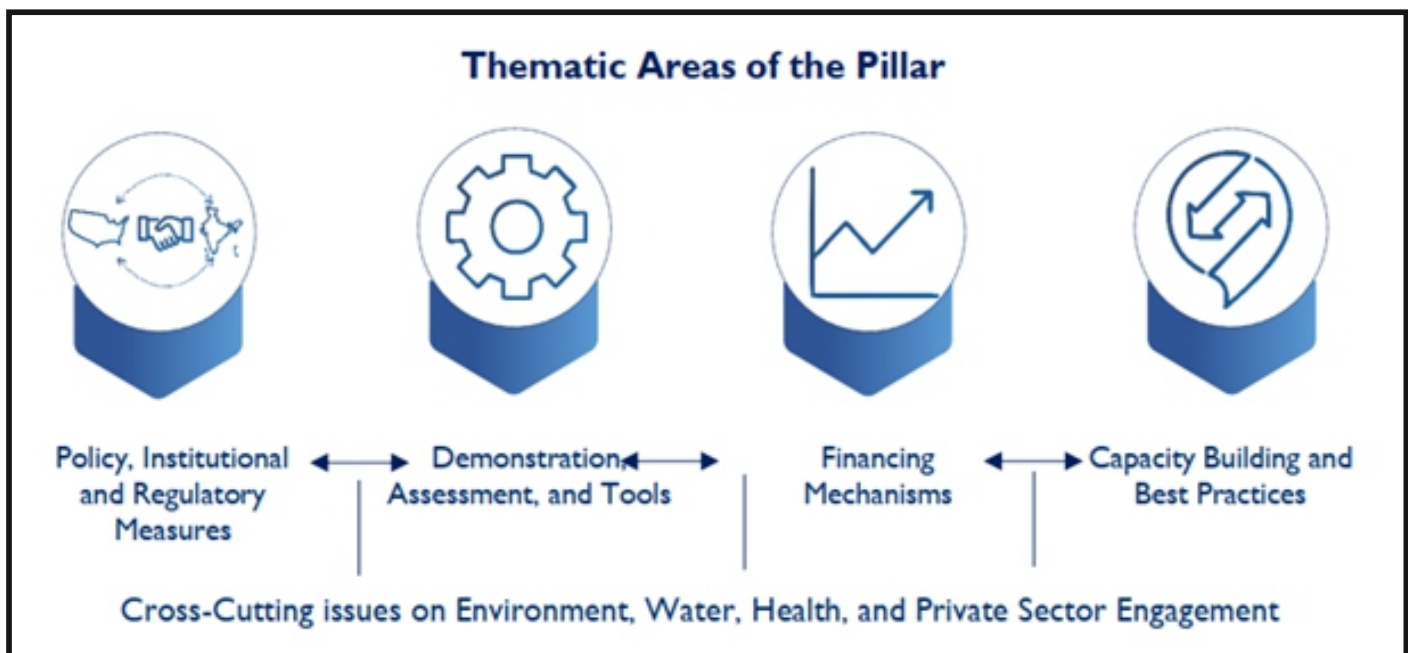 Thematic Areas of the Pillar
Policy, Institutional
and Regulatory
Measures
Demonstration,
Assessment, and Tools
Financing
Mechanisms
Capacity Building and
Best Practices
Cross-Cutting issues on Environment, Water, Health, and Private Sector Engagement